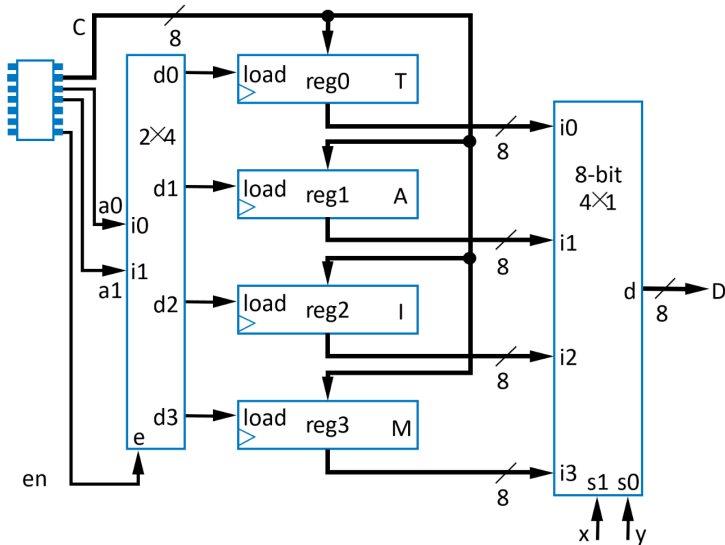 C
8
d0
load
reg0
T
2×4
8
i0
8-bit
4×1
d1
load
reg1
A
a0
i0
8
i1
i1
a1
d
8
D
d2
load
reg2
I
8
i2
d3
load
reg3
M
e
en
8
i3
s1 s0
x
y